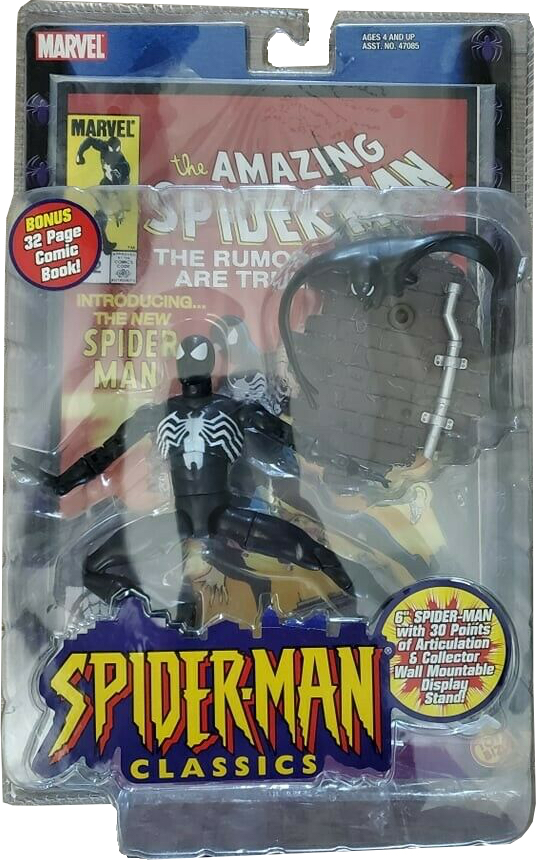 MARVEL
AGES 4 AND UP
ASST. NO. 47085
MARVEL
the AMAZING
SPIDER-MAN
THE RUMO
ARE TR
BONUS
32 Page
Comic
Book!
INTRODUCING...
THE NEW
SPIDER
MAN
6" SPIDER-MAN
with 30 Points
of Articulation
& Collector
Wall Mountable
Display
Stand!
SPIDER-MAN®
CLASSICS